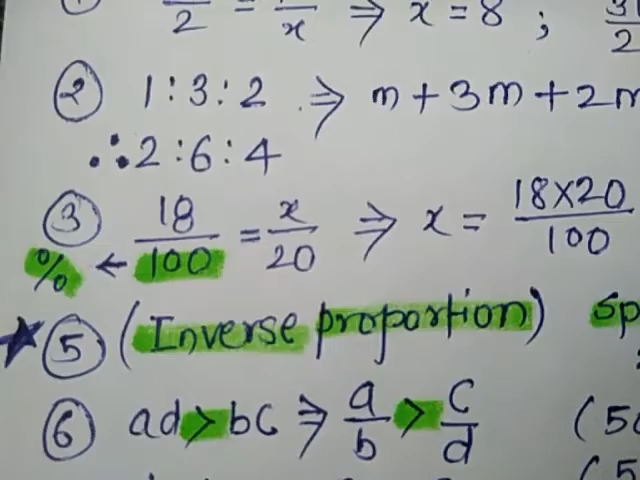 2 = x ⇒ x = 8 ;
② 1 : 3 : 2 ⇒ m + 3m + 2m
∴ 2 : 6 : 4
③ 18/100 = x/20 ⇒ x = 18×20/100
% ← 100
⑤ (Inverse proportion)
⑥ ad > bc ⇒ a/b > c/d